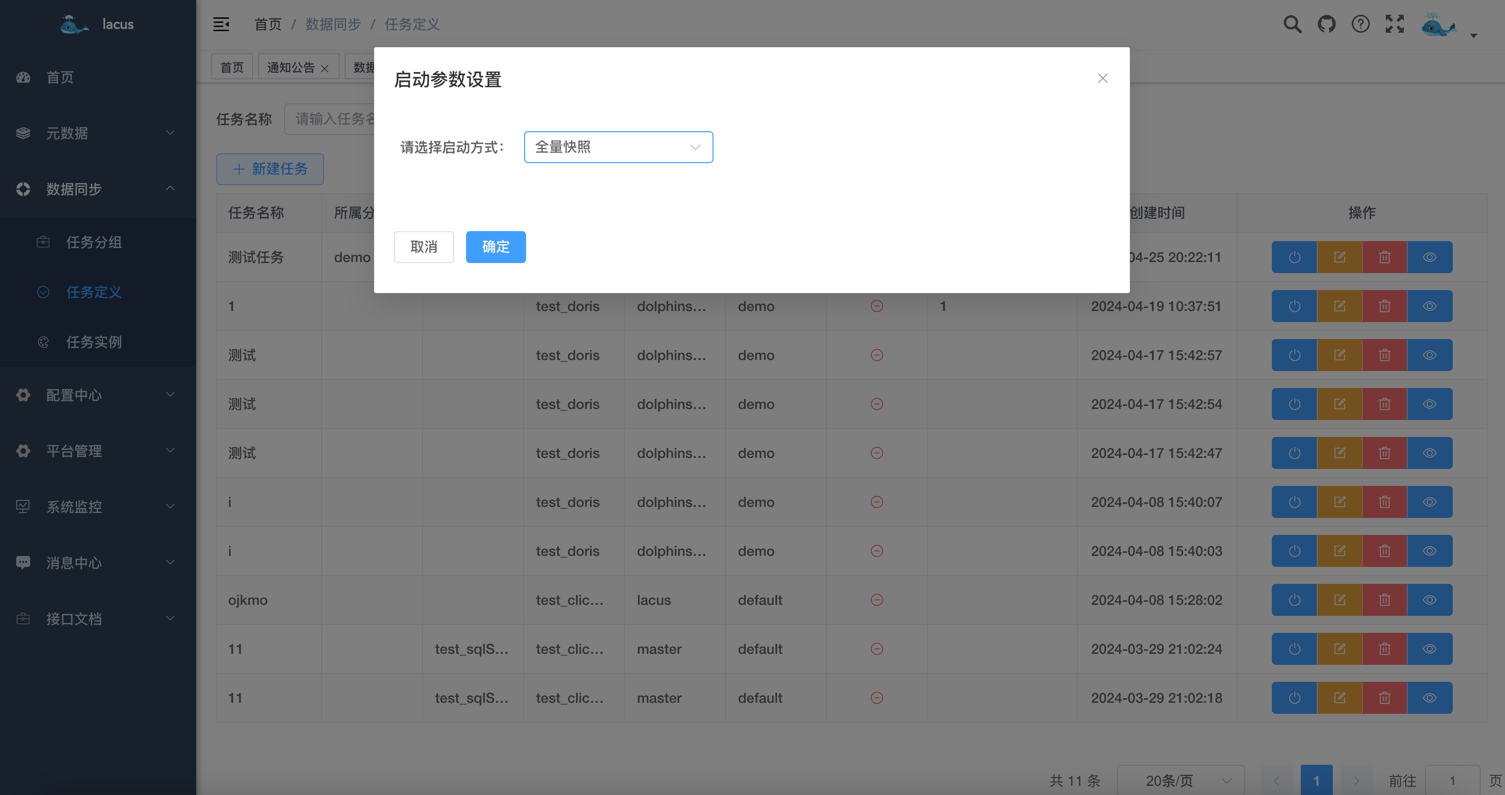 lacus
首页
元数据
数据同步
任务分组
任务定义
任务实例
配置中心
平台管理
系统监控
消息中心
接口文档
首页 / 数据同步 / 任务定义
首页 通知公告 × 数据
任务名称 请输入任务名
+ 新建任务
启动参数设置
请选择启动方式： 全量快照
取消 确定
任务名称 所属分 创建时间 操作
测试任务 demo 04-25 20:22:11
1 test_doris dolphins... demo 1 2024-04-19 10:37:51
测试 test_doris dolphins... demo 2024-04-17 15:42:57
测试 test_doris dolphins... demo 2024-04-17 15:42:54
测试 test_doris dolphins... demo 2024-04-17 15:42:47
i test_doris dolphins... demo 2024-04-08 15:40:07
i test_doris dolphins... demo 2024-04-08 15:40:03
ojkmo test_clic... lacus default 2024-04-08 15:28:02
11 test_sqlS... test_clic... master default 2024-03-29 21:02:24
11 test_sqlS... test_clic... master default 2024-03-29 21:02:18
共 11 条 20条/页 1 前往 1 页